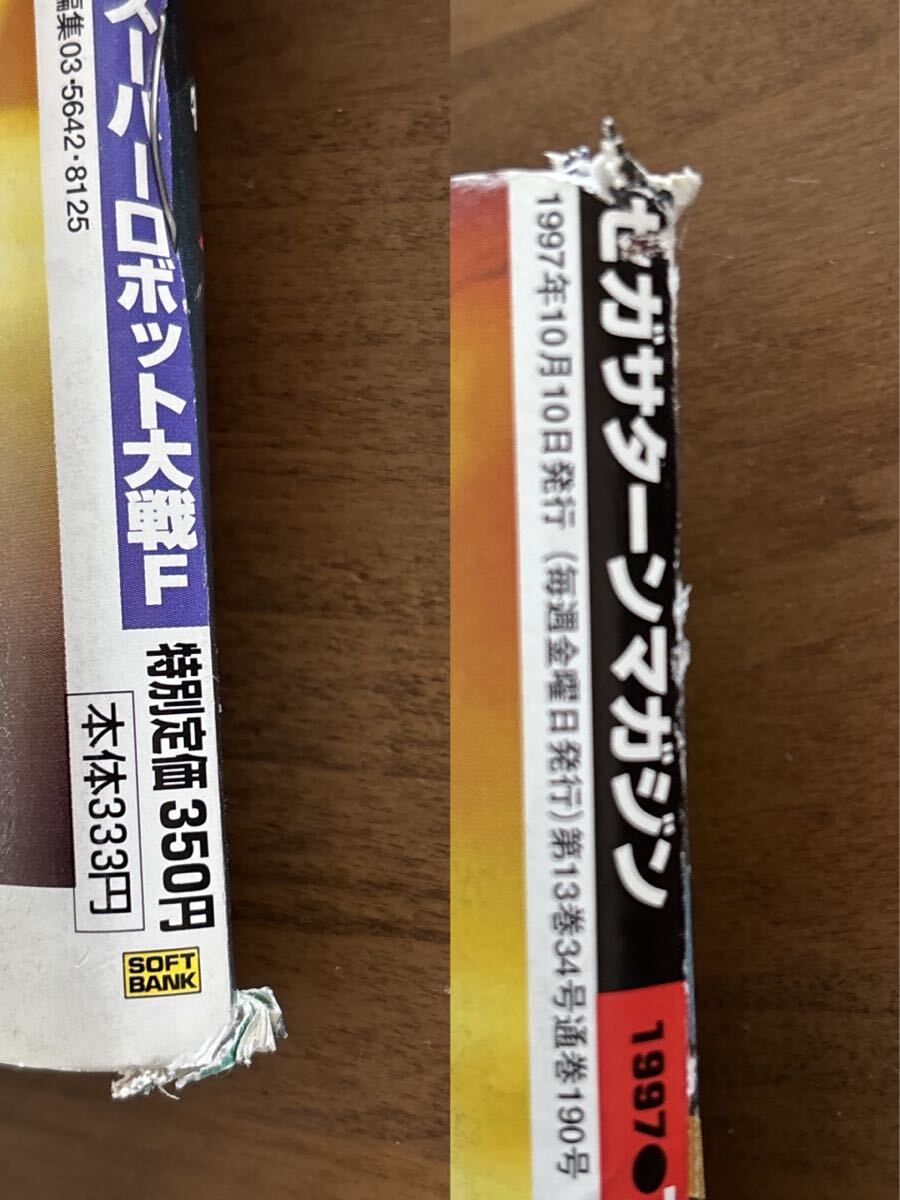 スーパーロボット大戦F
編集03・5642・8125
特別定価350円
本体333円
SOFT
BANK
セガサターンマガジン
1997年10月10日発行（毎週金曜日発行）第13巻34号通巻190号
1997●